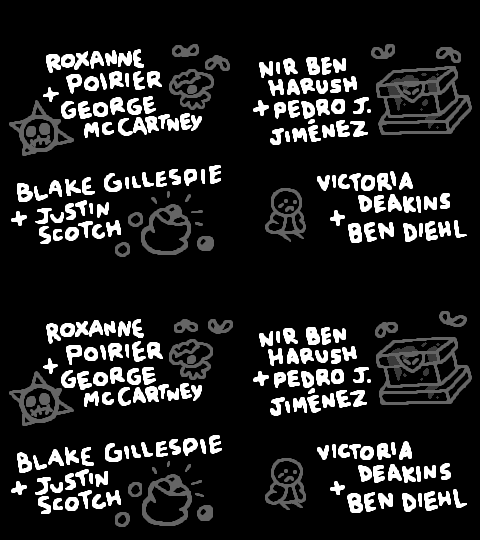 ROXANNE
POIRIER
+ GEORGE
MCCARTNEY
NIR BEN
HARUSH
+ PEDRO J.
JIMÉNEZ
BLAKE GILLESPIE
+ JUSTIN
SCOTCH
VICTORIA
DEAKINS
+ BEN DIEHL
ROXANNE
POIRIER
+ GEORGE
MCCARTNEY
NIR BEN
HARUSH
+ PEDRO J.
JIMÉNEZ
BLAKE GILLESPIE
+ JUSTIN
SCOTCH
VICTORIA
DEAKINS
+ BEN DIEHL